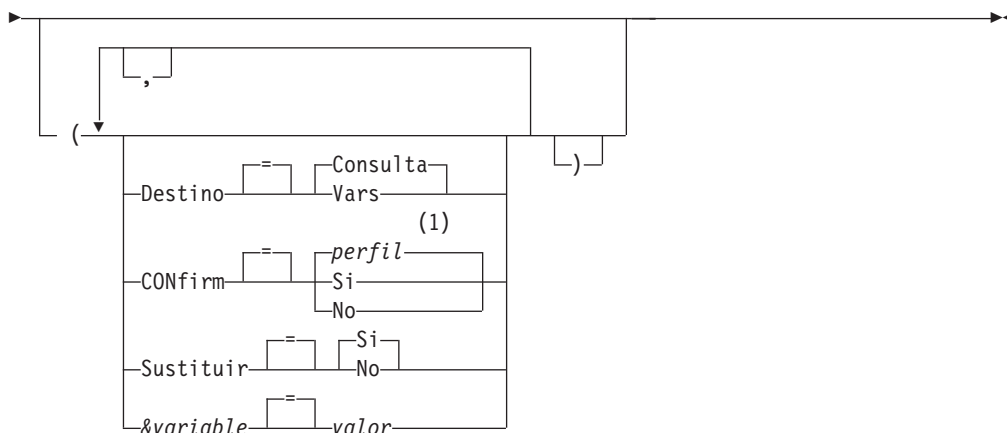 ,
(
)
= Consulta
Destino Vars
(1)
= perfil
CONfirm Si
No
= Si
Sustituir No
=
&variable valor